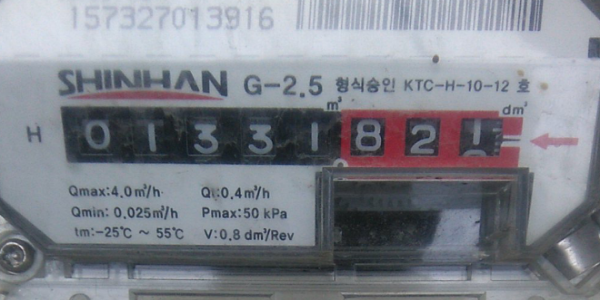 157327013916
SHINHAN G-2.5 형식승인 KTC-H-10-12 호
m³ dm³
H 01331821
Qmax:4.0m³/h Qt:0.4m³/h
Qmin: 0.025m³/h Pmax:50 kPa
tm:-25℃ ~ 55℃ V:0.8 dm³/Rev